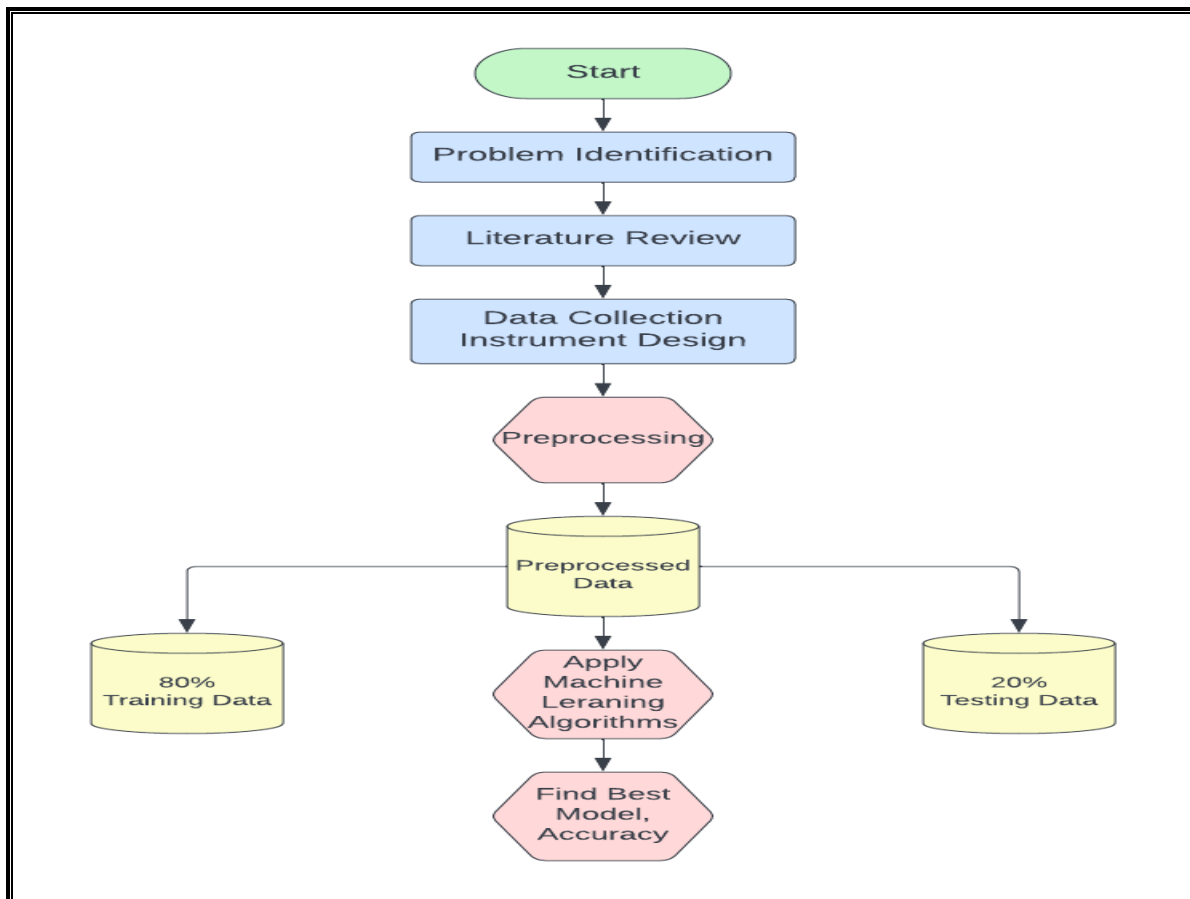 Start
Problem Identification
Literature Review
Data Collection
Instrument Design
Preprocessing
Preprocessed
Data
80%
Training Data
20%
Testing Data
Apply
Machine
Leraning
Algorithms
Find Best
Model,
Accuracy